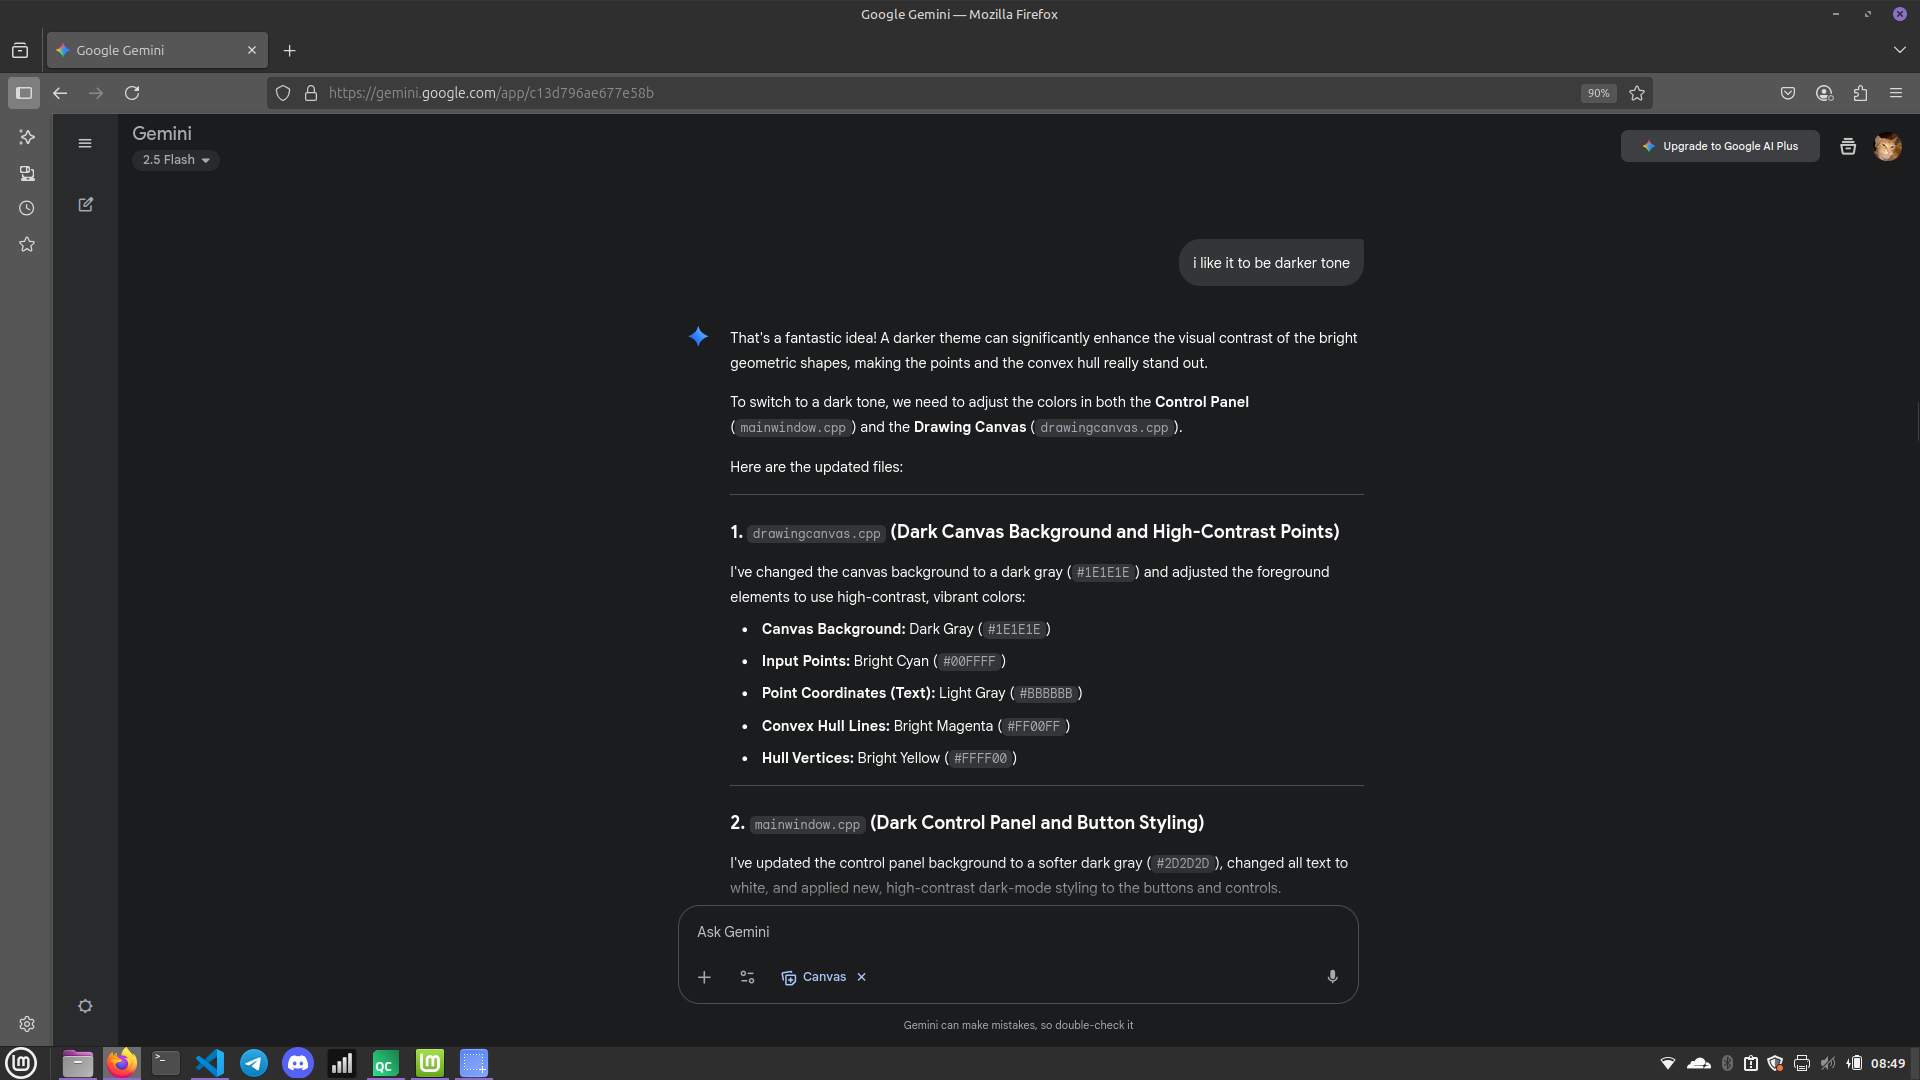 Google Gemini — Mozilla Firefox
Google Gemini
https://gemini.google.com/app/c13d796ae677e58b
90%
Gemini
2.5 Flash
Upgrade to Google AI Plus
i like it to be darker tone
That's a fantastic idea! A darker theme can significantly enhance the visual contrast of the bright
geometric shapes, making the points and the convex hull really stand out.
To switch to a dark tone, we need to adjust the colors in both the Control Panel
(mainwindow.cpp) and the Drawing Canvas (drawingcanvas.cpp).
Here are the updated files:
1. drawingcanvas.cpp (Dark Canvas Background and High-Contrast Points)
I've changed the canvas background to a dark gray (#1E1E1E) and adjusted the foreground
elements to use high-contrast, vibrant colors:
• Canvas Background: Dark Gray (#1E1E1E)
• Input Points: Bright Cyan (#00FFFF)
• Point Coordinates (Text): Light Gray (#BBBBBB)
• Convex Hull Lines: Bright Magenta (#FF00FF)
• Hull Vertices: Bright Yellow (#FFFF00)
2. mainwindow.cpp (Dark Control Panel and Button Styling)
I've updated the control panel background to a softer dark gray (#2D2D2D), changed all text to
white, and applied new, high-contrast dark-mode styling to the buttons and controls.
Ask Gemini
Canvas
Gemini can make mistakes, so double-check it
QC
08:49